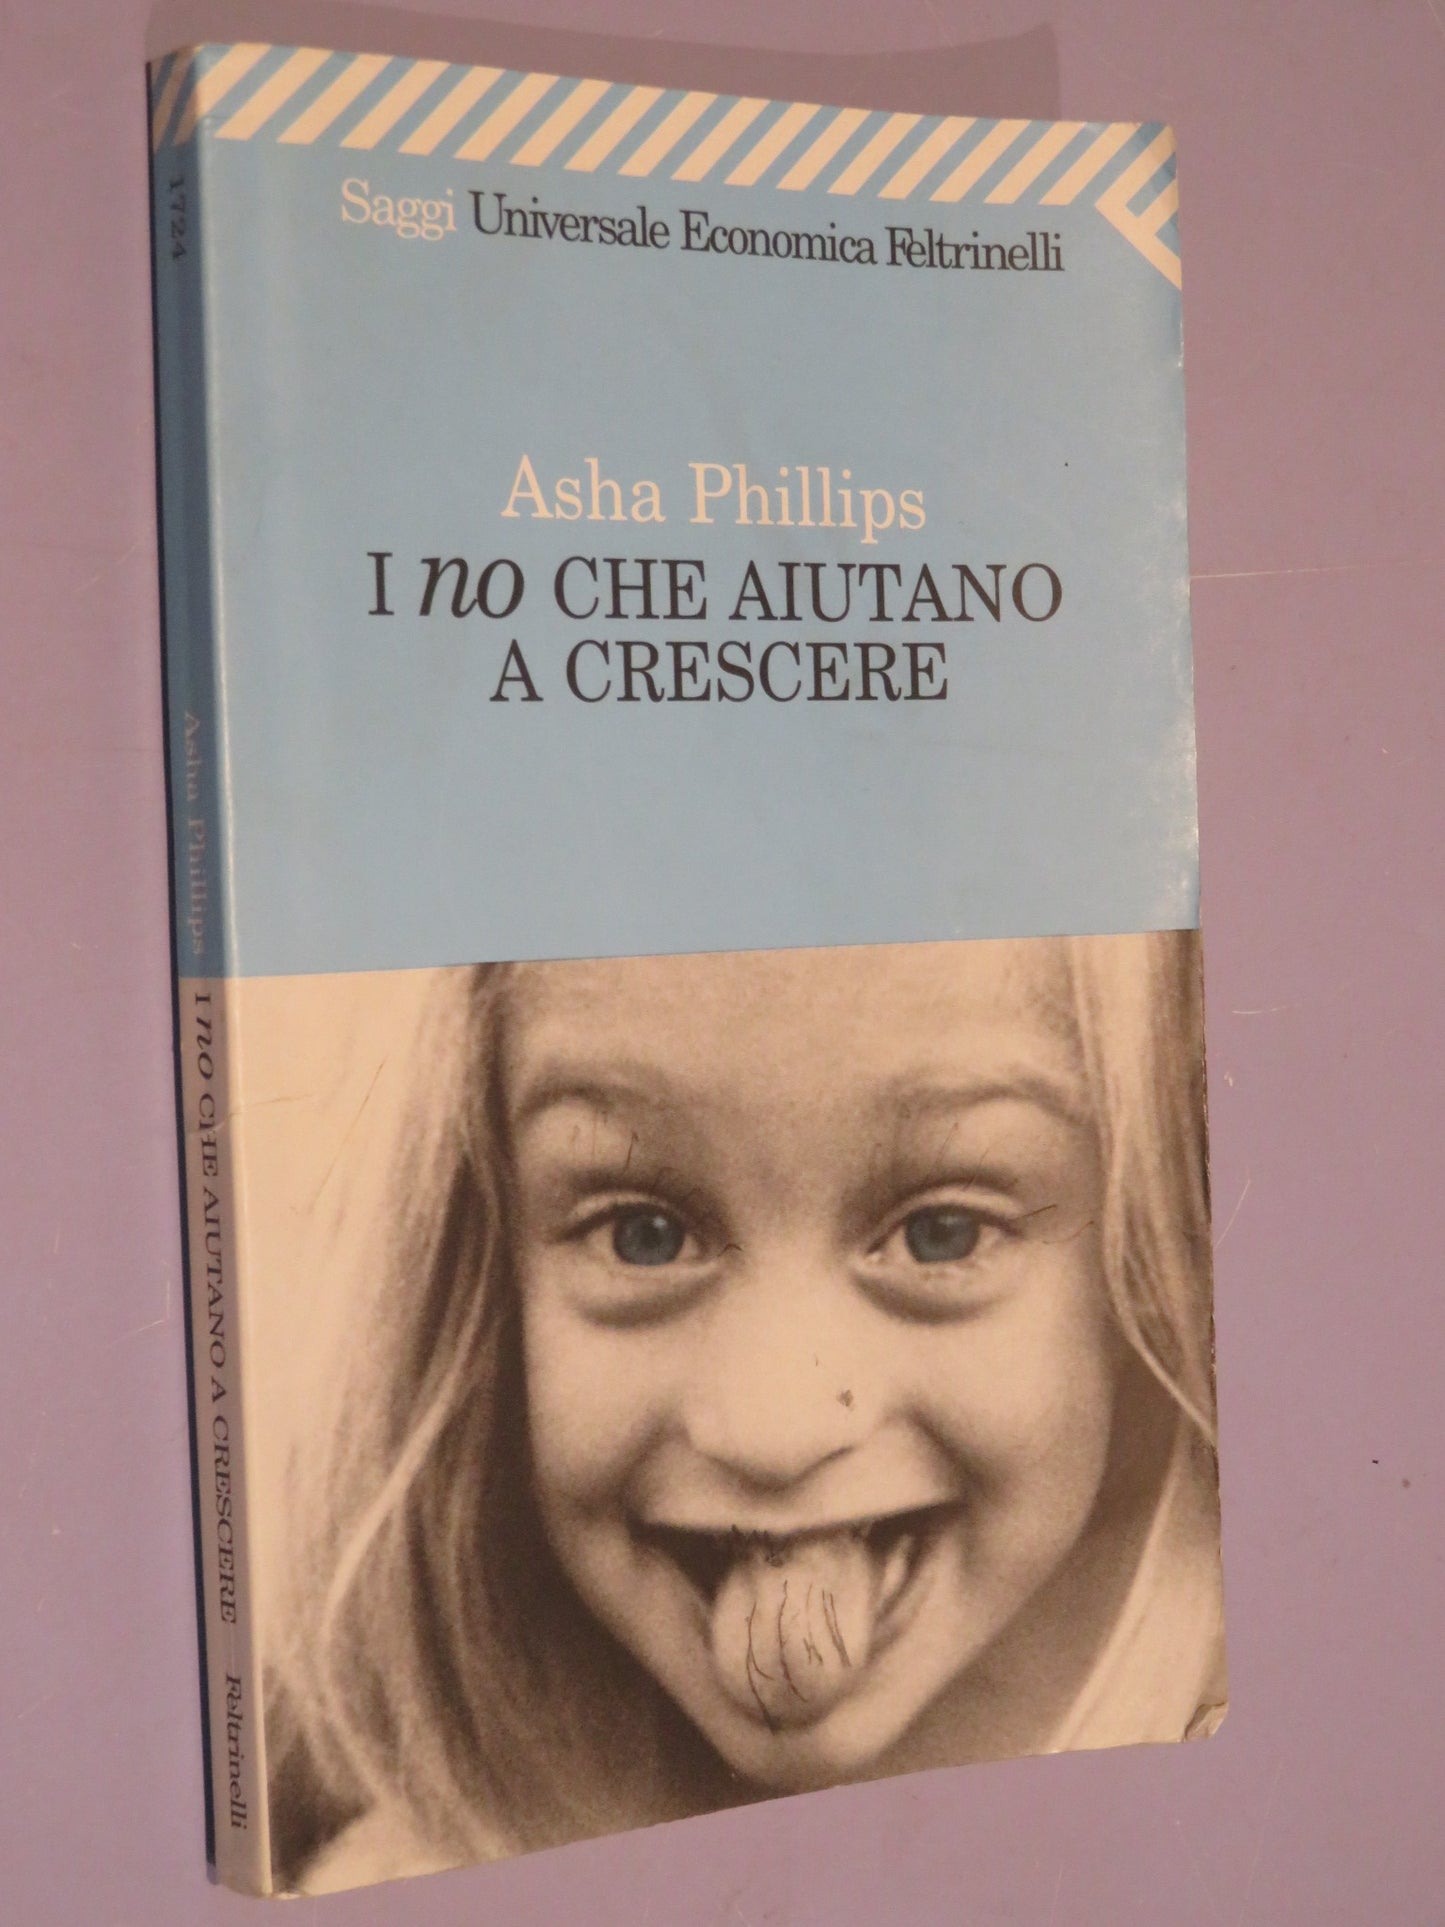 Saggi Universale Economica Feltrinelli
Asha Phillips
I no CHE AIUTANO
A CRESCERE
1724
Asha Phillips I no CHE AIUTANO A CRESCERE Feltrinelli